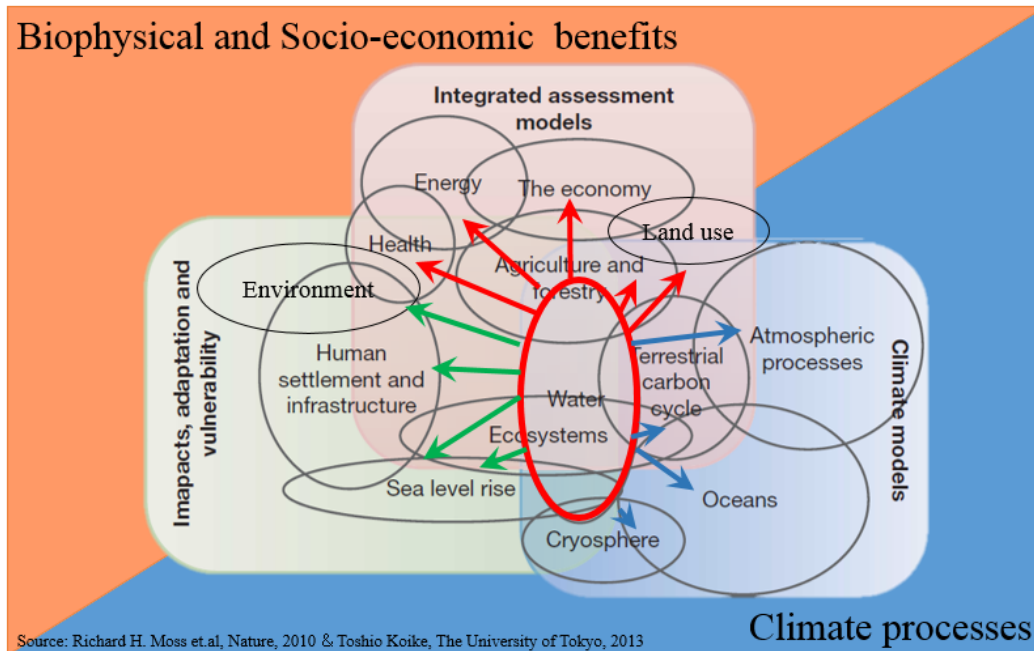 Biophysical and Socio-economic benefits
Integrated assessment
models
Energy
The economy
Health
Land use
Agriculture and
forestry
Environment
Imapacts, adaptation and
vulnerability
Human
settlement and
infrastructure
Water
Terrestrial
carbon
cycle
Atmospheric
processes
Climate models
Ecosystems
Sea level rise
Oceans
Cryosphere
Climate processes
Source: Richard H. Moss et.al, Nature, 2010 & Toshio Koike, The University of Tokyo, 2013